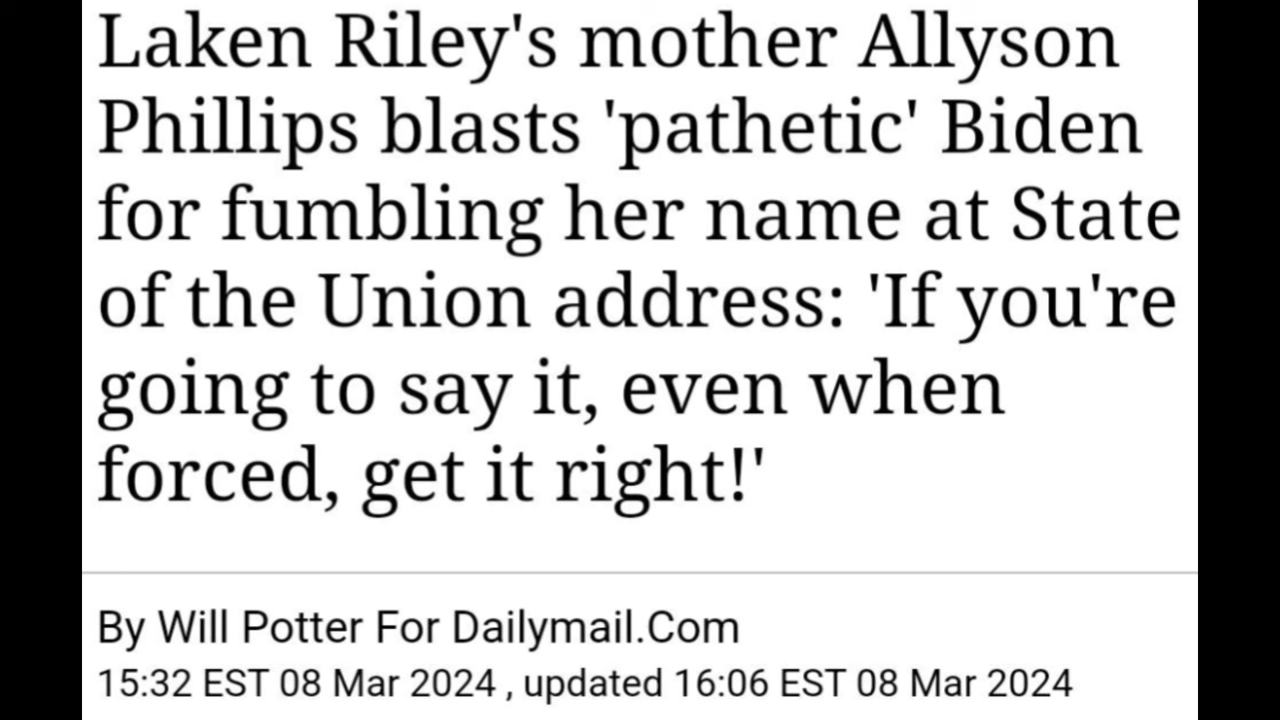 Laken Riley's mother Allyson
Phillips blasts 'pathetic' Biden
for fumbling her name at State
of the Union address: 'If you're
going to say it, even when
forced, get it right!'
By Will Potter For Dailymail.Com
15:32 EST 08 Mar 2024 , updated 16:06 EST 08 Mar 2024